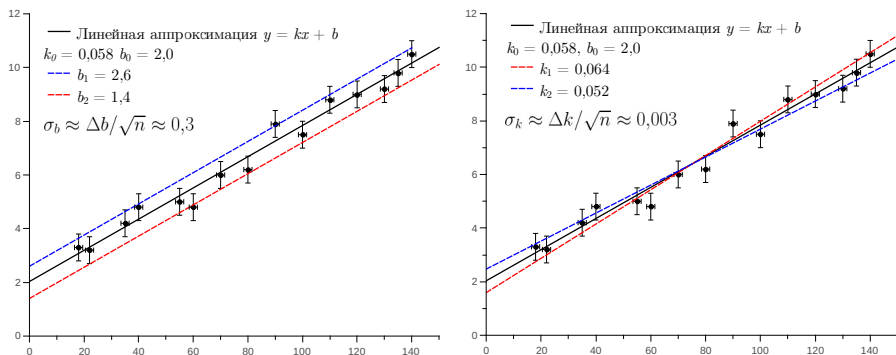 12
10
8
6
4
2
0
0 20 40 60 80 100 120 140
Линейная аппроксимация y = kx + b
k₀ = 0,058 b₀ = 2,0
b₁ = 2,6
b₂ = 1,4
σ_b ≈ Δb/√n ≈ 0,3
12
10
8
6
4
2
0
0 20 40 60 80 100 120 140
Линейная аппроксимация y = kx + b
k₀ = 0,058, b₀ = 2,0
k₁ = 0,064
k₂ = 0,052
σ_k ≈ Δk/√n ≈ 0,003